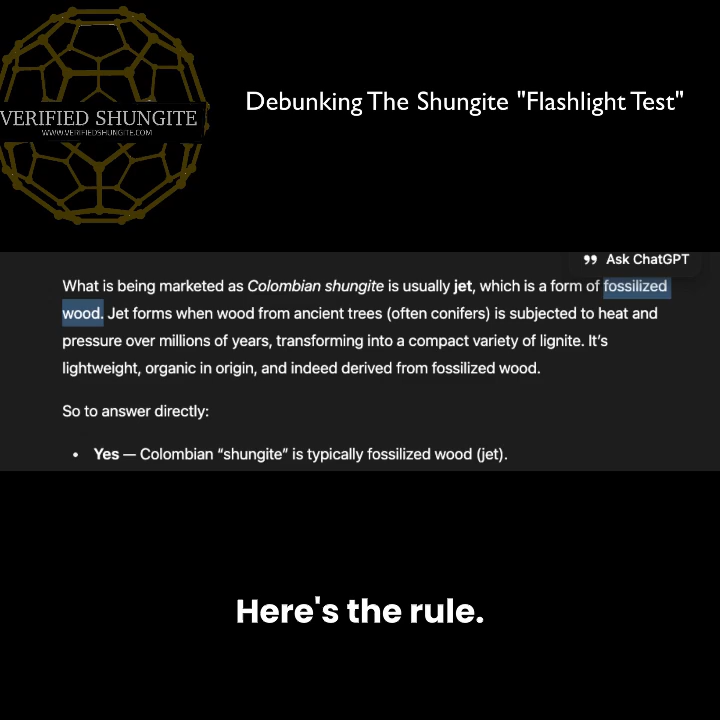 VERIFIED SHUNGITE
WWW.VERIFIEDSHUNGITE.COM
Debunking The Shungite "Flashlight Test"
Ask ChatGPT
What is being marketed as Colombian shungite is usually jet, which is a form of fossilized
wood. Jet forms when wood from ancient trees (often conifers) is subjected to heat and
pressure over millions of years, transforming into a compact variety of lignite. It’s
lightweight, organic in origin, and indeed derived from fossilized wood.
So to answer directly:
• Yes — Colombian “shungite” is typically fossilized wood (jet).
Here's the rule.